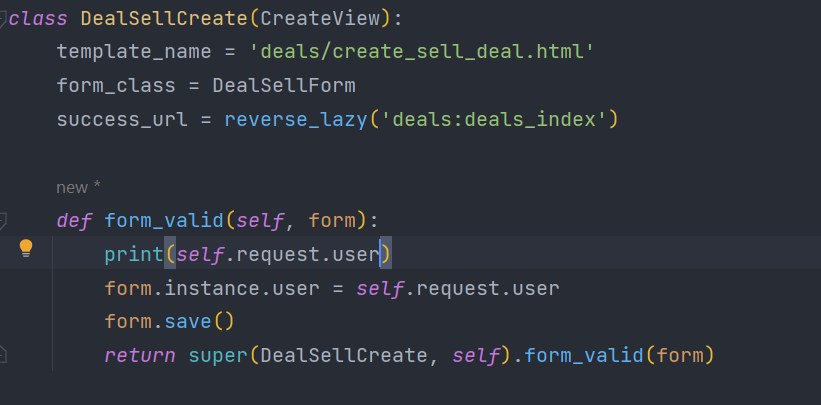 class DealSellCreate(CreateView):
    template_name = 'deals/create_sell_deal.html'
    form_class = DealSellForm
    success_url = reverse_lazy('deals:deals_index')
    new *
    def form_valid(self, form):
        print(self.request.user)
        form.instance.user = self.request.user
        form.save()
        return super(DealSellCreate, self).form_valid(form)